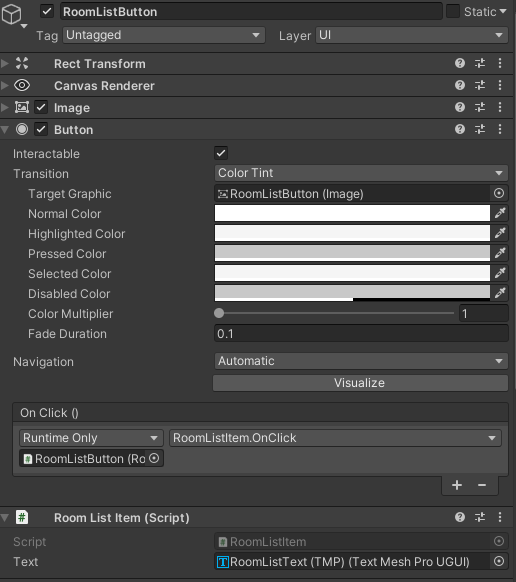 RoomListButton Static
Tag Untagged Layer UI
Rect Transform
Canvas Renderer
Image
Button
Interactable
Transition Color Tint
Target Graphic RoomListButton (Image)
Normal Color
Highlighted Color
Pressed Color
Selected Color
Disabled Color
Color Multiplier 1
Fade Duration 0.1
Navigation Automatic
Visualize
On Click ()
Runtime Only RoomListItem.OnClick
RoomListButton (Ro
+ −
# Room List Item (Script)
Script RoomListItem
Text RoomListText (TMP) (Text Mesh Pro UGUI)